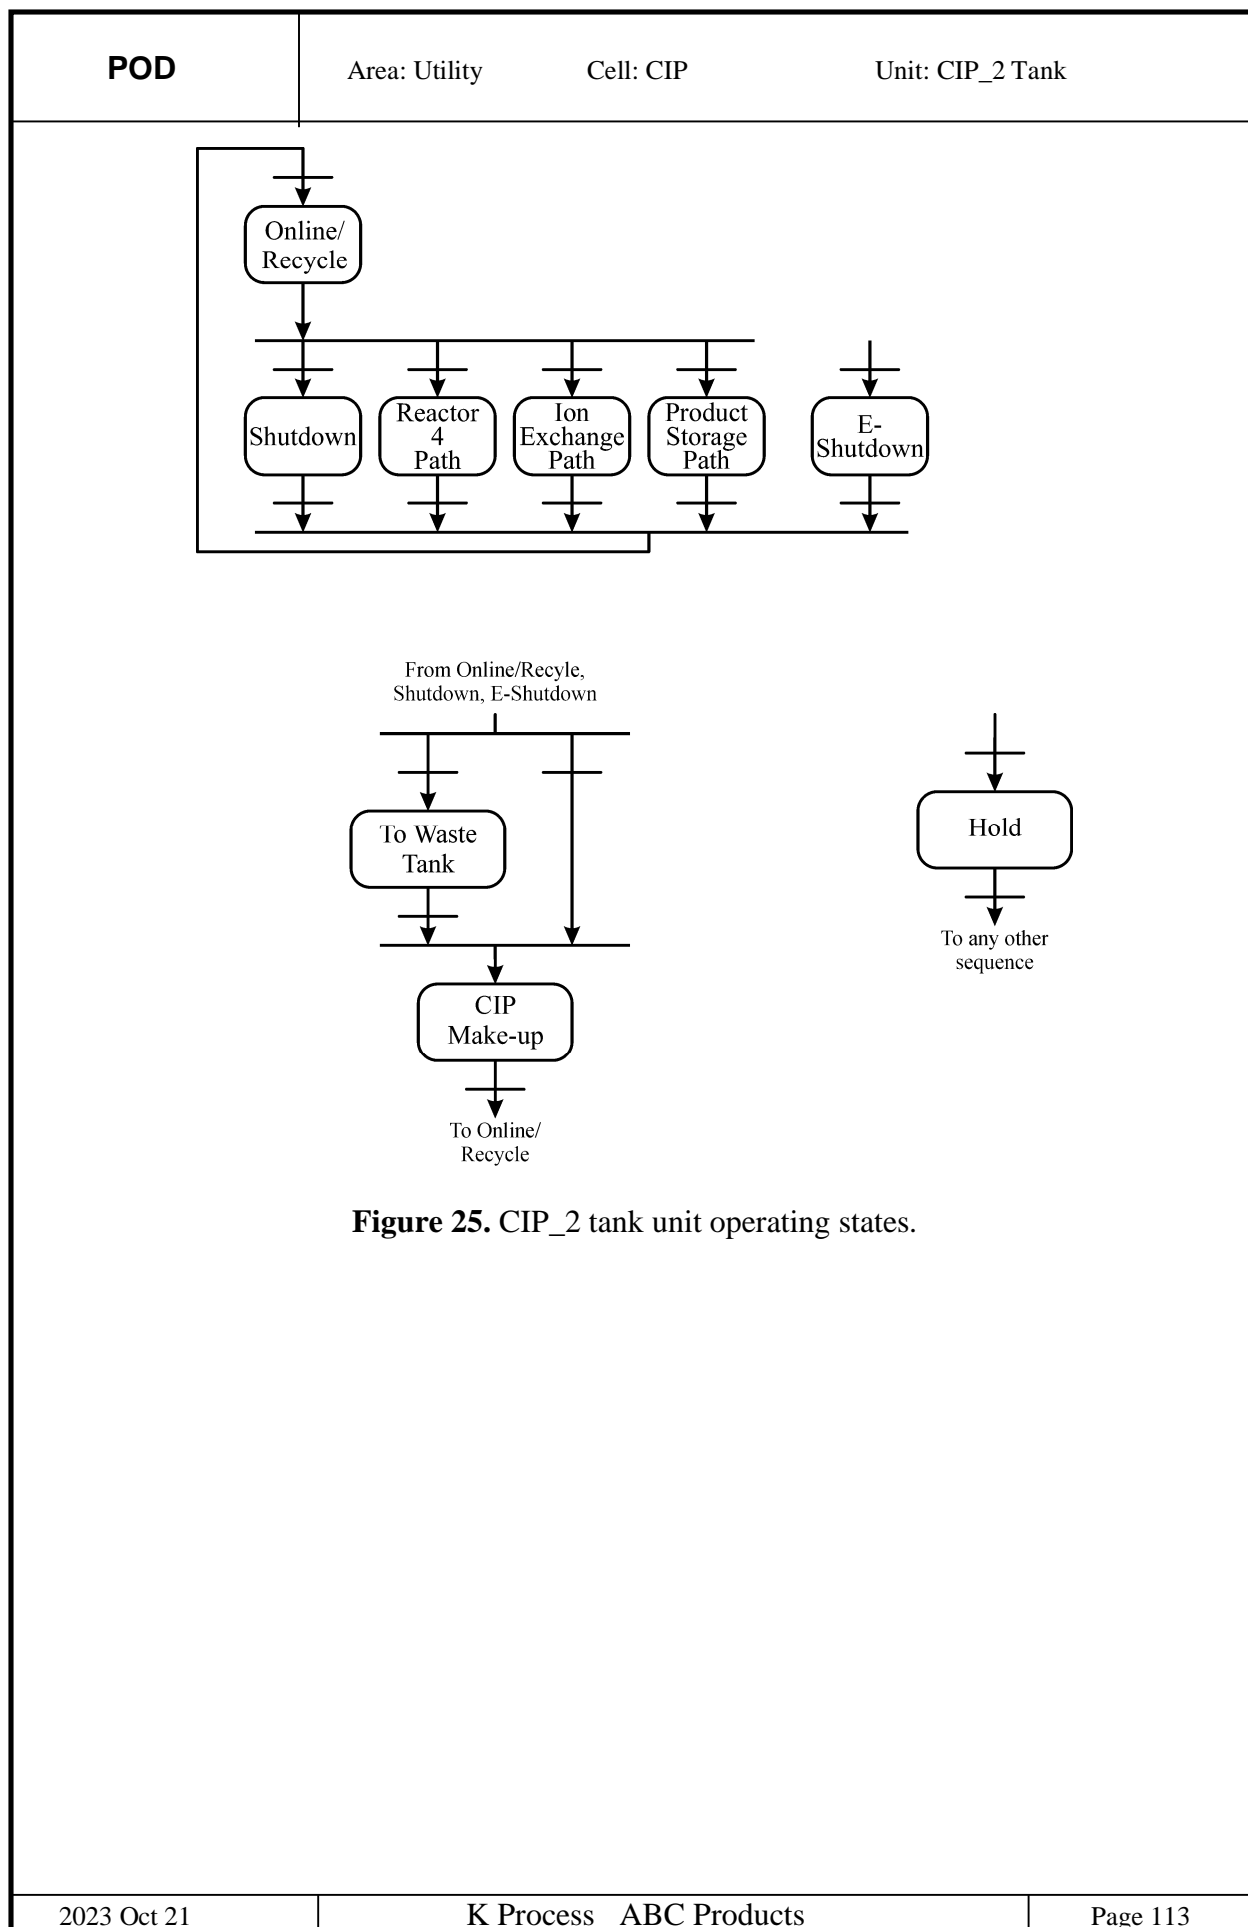 POD
Area: Utility Cell: CIP Unit: CIP_2 Tank
Online/
Recycle
Shutdown
Reactor
4
Path
Ion
Exchange
Path
Product
Storage
Path
E-
Shutdown
From Online/Recyle,
Shutdown, E-Shutdown
To Waste
Tank
CIP
Make-up
To Online/
Recycle
Hold
To any other
sequence
Figure 25. CIP_2 tank unit operating states.
2023 Oct 21 K Process ABC Products Page 113